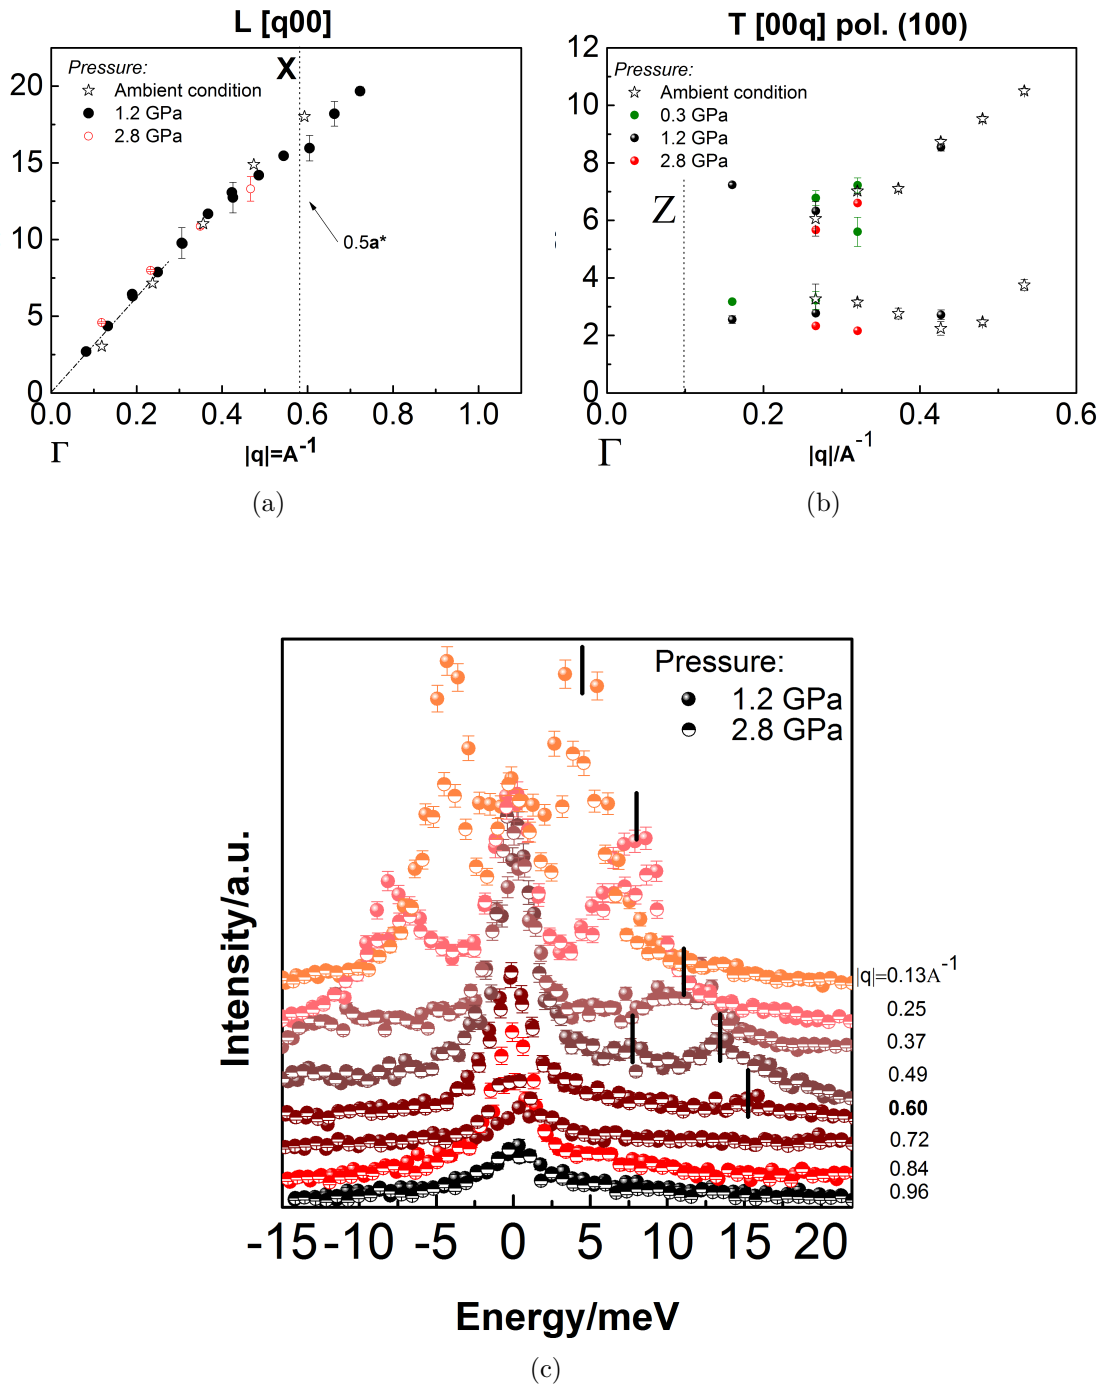 L [q00]
Pressure:
Ambient condition
1.2 GPa
2.8 GPa
X
0.5a*
20
15
10
5
0
0.0
0.2
0.4
0.6
0.8
1.0
Γ
|q|=A-1
(a)
T [00q] pol. (100)
Pressure:
Ambient condition
0.3 GPa
1.2 GPa
2.8 GPa
Z
12
10
8
6
4
2
0
0.0
0.2
0.4
0.6
Γ
|q|/A-1
(b)
Pressure:
1.2 GPa
2.8 GPa
Intensity/a.u.
|q|=0.13A-1
0.25
0.37
0.49
0.60
0.72
0.84
0.96
-15
-10
-5
0
5
10
15
20
Energy/meV
(c)